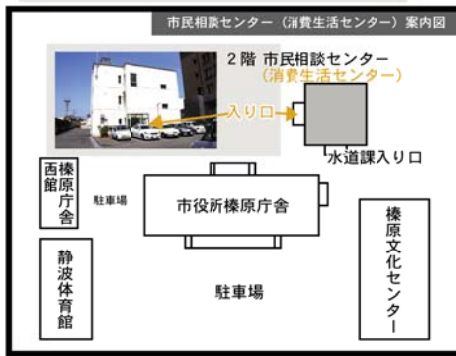 市民相談センター（消費生活センター）案内図
2階 市民相談センター
（消費生活センター）
入り口
水道課入り口
榛原庁舎
西館
駐車場
市役所榛原庁舎
静波体育館
駐車場
榛原文化センター